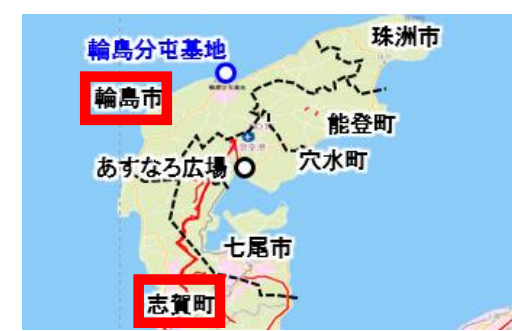 珠洲市
輪島分屯基地
輪島市
能登町
あすなろ広場
穴水町
七尾市
志賀町